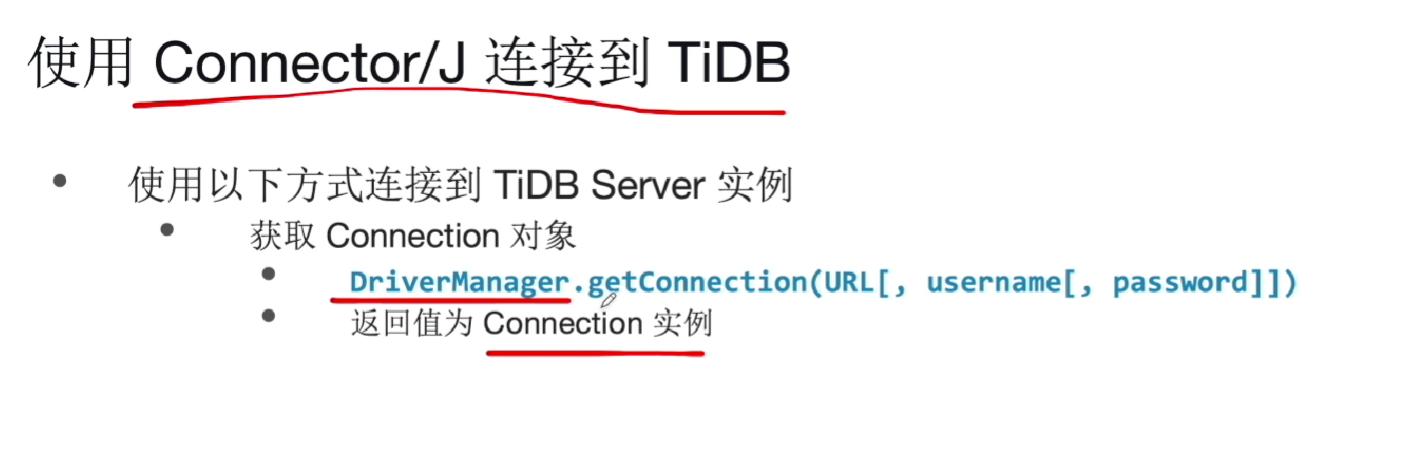 使用 Connector/J 连接到 TiDB
使用以下方式连接到 TiDB Server 实例
获取 Connection 对象
DriverManager.getConnection(URL[, username[, password]])
返回值为 Connection 实例